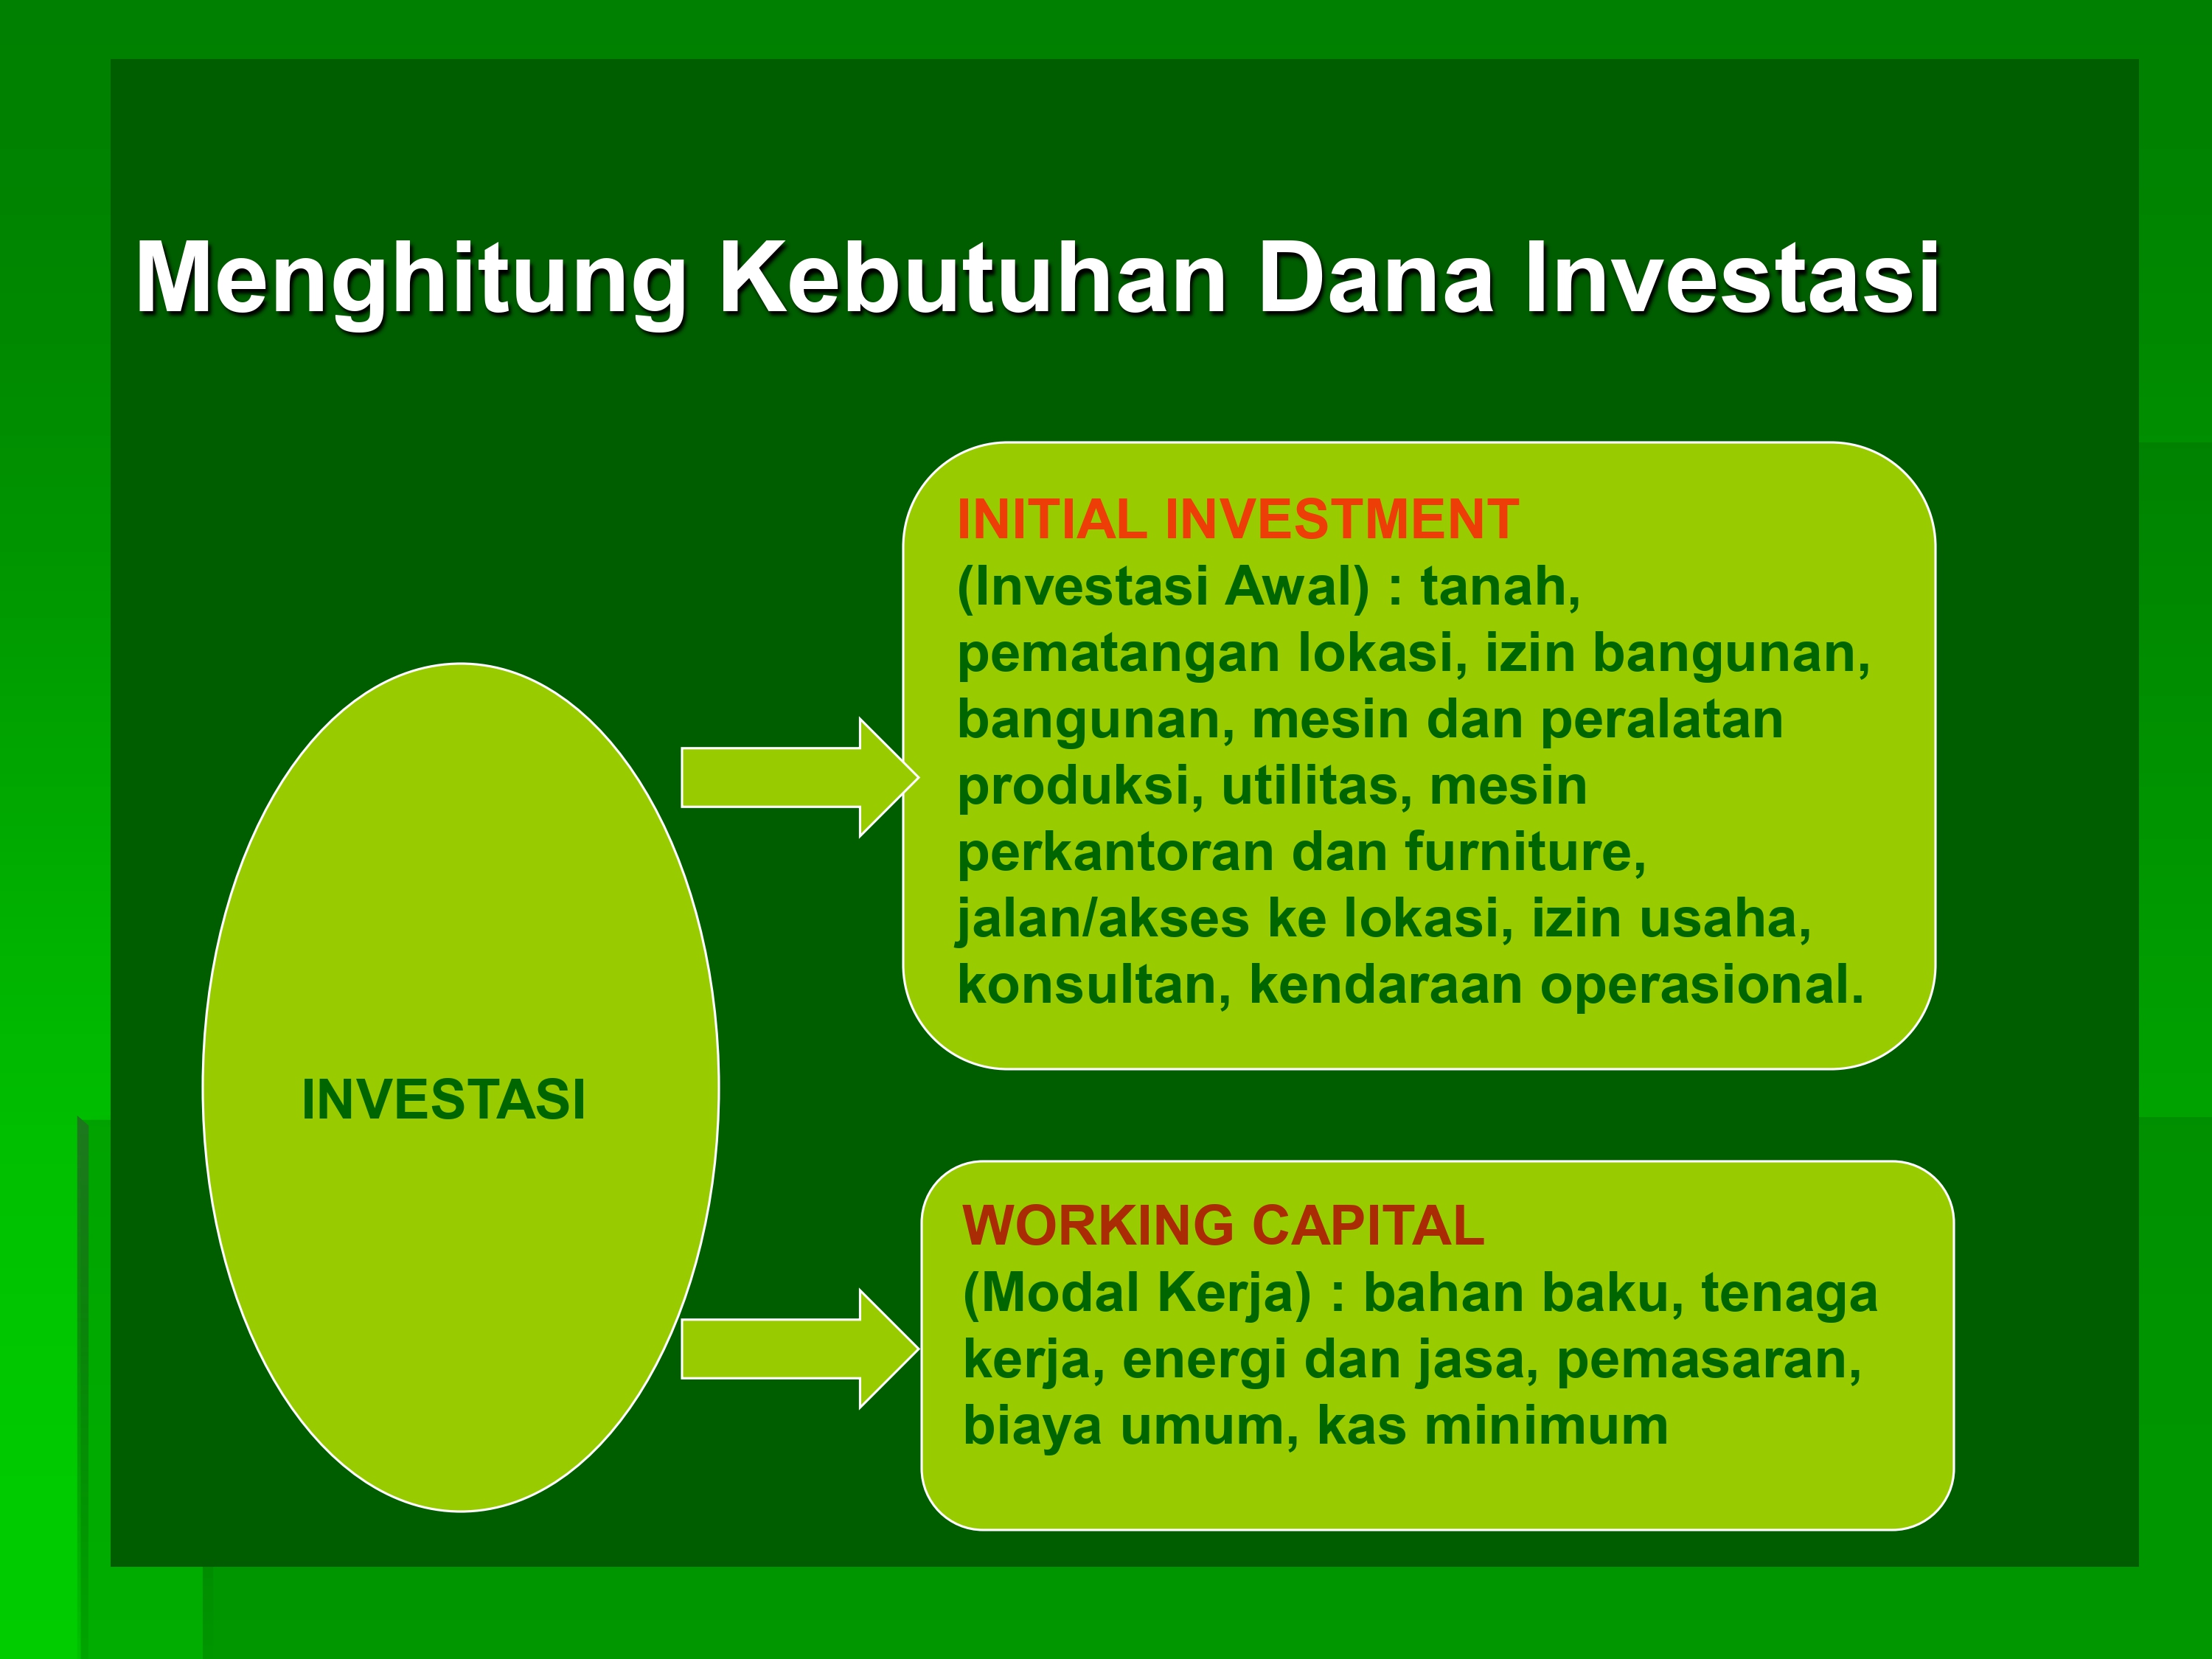 Menghitung Kebutuhan Dana Investasi
INITIAL INVESTMENT
(Investasi Awal) : tanah,
pematangan lokasi, izin bangunan,
bangunan, mesin dan peralatan
produksi, utilitas, mesin
perkantoran dan furniture,
jalan/akses ke lokasi, izin usaha,
konsultan, kendaraan operasional.
INVESTASI
WORKING CAPITAL
(Modal Kerja) : bahan baku, tenaga
kerja, energi dan jasa, pemasaran,
biaya umum, kas minimum